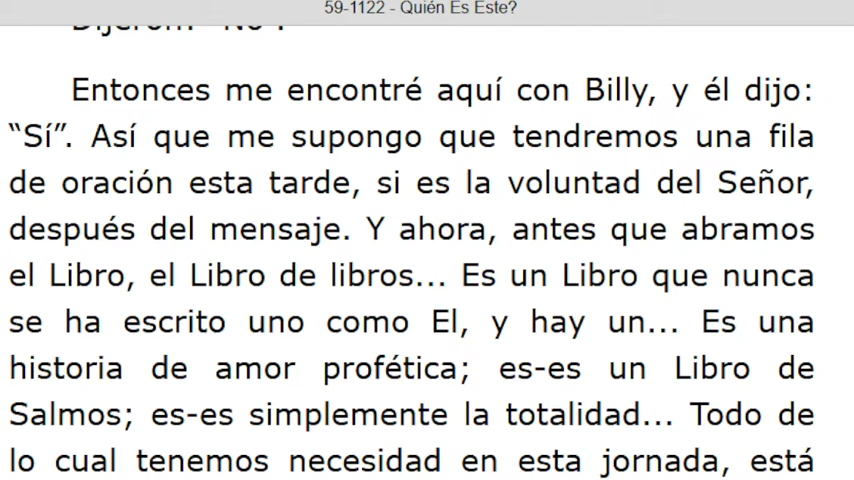 59-1122 - Quién Es Este?
Dijeron: “No”.
Entonces me encontré aquí con Billy, y él dijo:
“Sí”. Así que me supongo que tendremos una fila
de oración esta tarde, si es la voluntad del Señor,
después del mensaje. Y ahora, antes que abramos
el Libro, el Libro de libros... Es un Libro que nunca
se ha escrito uno como El, y hay un... Es una
historia de amor profética; es-es un Libro de
Salmos; es-es simplemente la totalidad... Todo de
lo cual tenemos necesidad en esta jornada, está